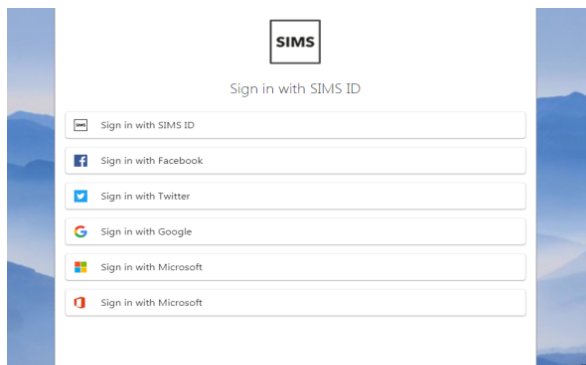 SIMS
Sign in with SIMS ID
Sign in with SIMS ID
Sign in with Facebook
Sign in with Twitter
Sign in with Google
Sign in with Microsoft
Sign in with Microsoft